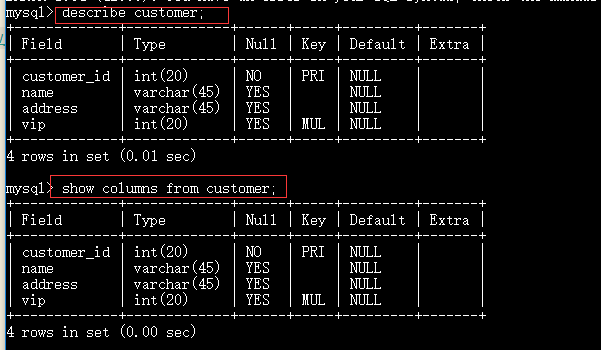 mysql> describe customer;
+-------------+-------------+------+-----+---------+-------+
| Field       | Type        | Null | Key | Default | Extra |
+-------------+-------------+------+-----+---------+-------+
| customer_id | int(20)     | NO   | PRI | NULL    |       |
| name        | varchar(45) | YES  |     | NULL    |       |
| address     | varchar(45) | YES  |     | NULL    |       |
| vip         | int(20)     | YES  | MUL | NULL    |       |
+-------------+-------------+------+-----+---------+-------+
4 rows in set (0.01 sec)
mysql> show columns from customer;
+-------------+-------------+------+-----+---------+-------+
| Field       | Type        | Null | Key | Default | Extra |
+-------------+-------------+------+-----+---------+-------+
| customer_id | int(20)     | NO   | PRI | NULL    |       |
| name        | varchar(45) | YES  |     | NULL    |       |
| address     | varchar(45) | YES  |     | NULL    |       |
| vip         | int(20)     | YES  | MUL | NULL    |       |
+-------------+-------------+------+-----+---------+-------+
4 rows in set (0.00 sec)